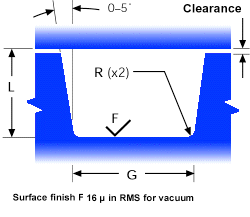 0–5°
Clearance
L
R (x2)
F
G
Surface finish F 16 µ in RMS for vacuum